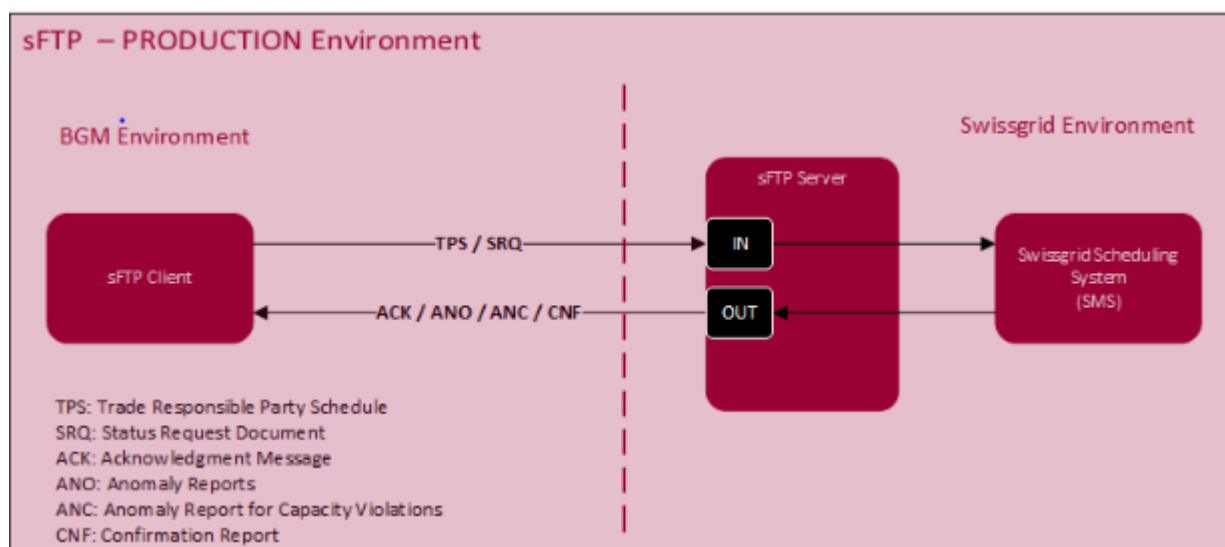 sFTP – PRODUCTION Environment
BGM Environment
Swissgrid Environment
sFTP Server
sFTP Client
TPS / SRQ
IN
Swissgrid Scheduling
System
(SMS)
ACK / ANO / ANC / CNF
OUT
TPS: Trade Responsible Party Schedule
SRQ: Status Request Document
ACK: Acknowledgment Message
ANO: Anomaly Reports
ANC: Anomaly Report for Capacity Violations
CNF: Confirmation Report